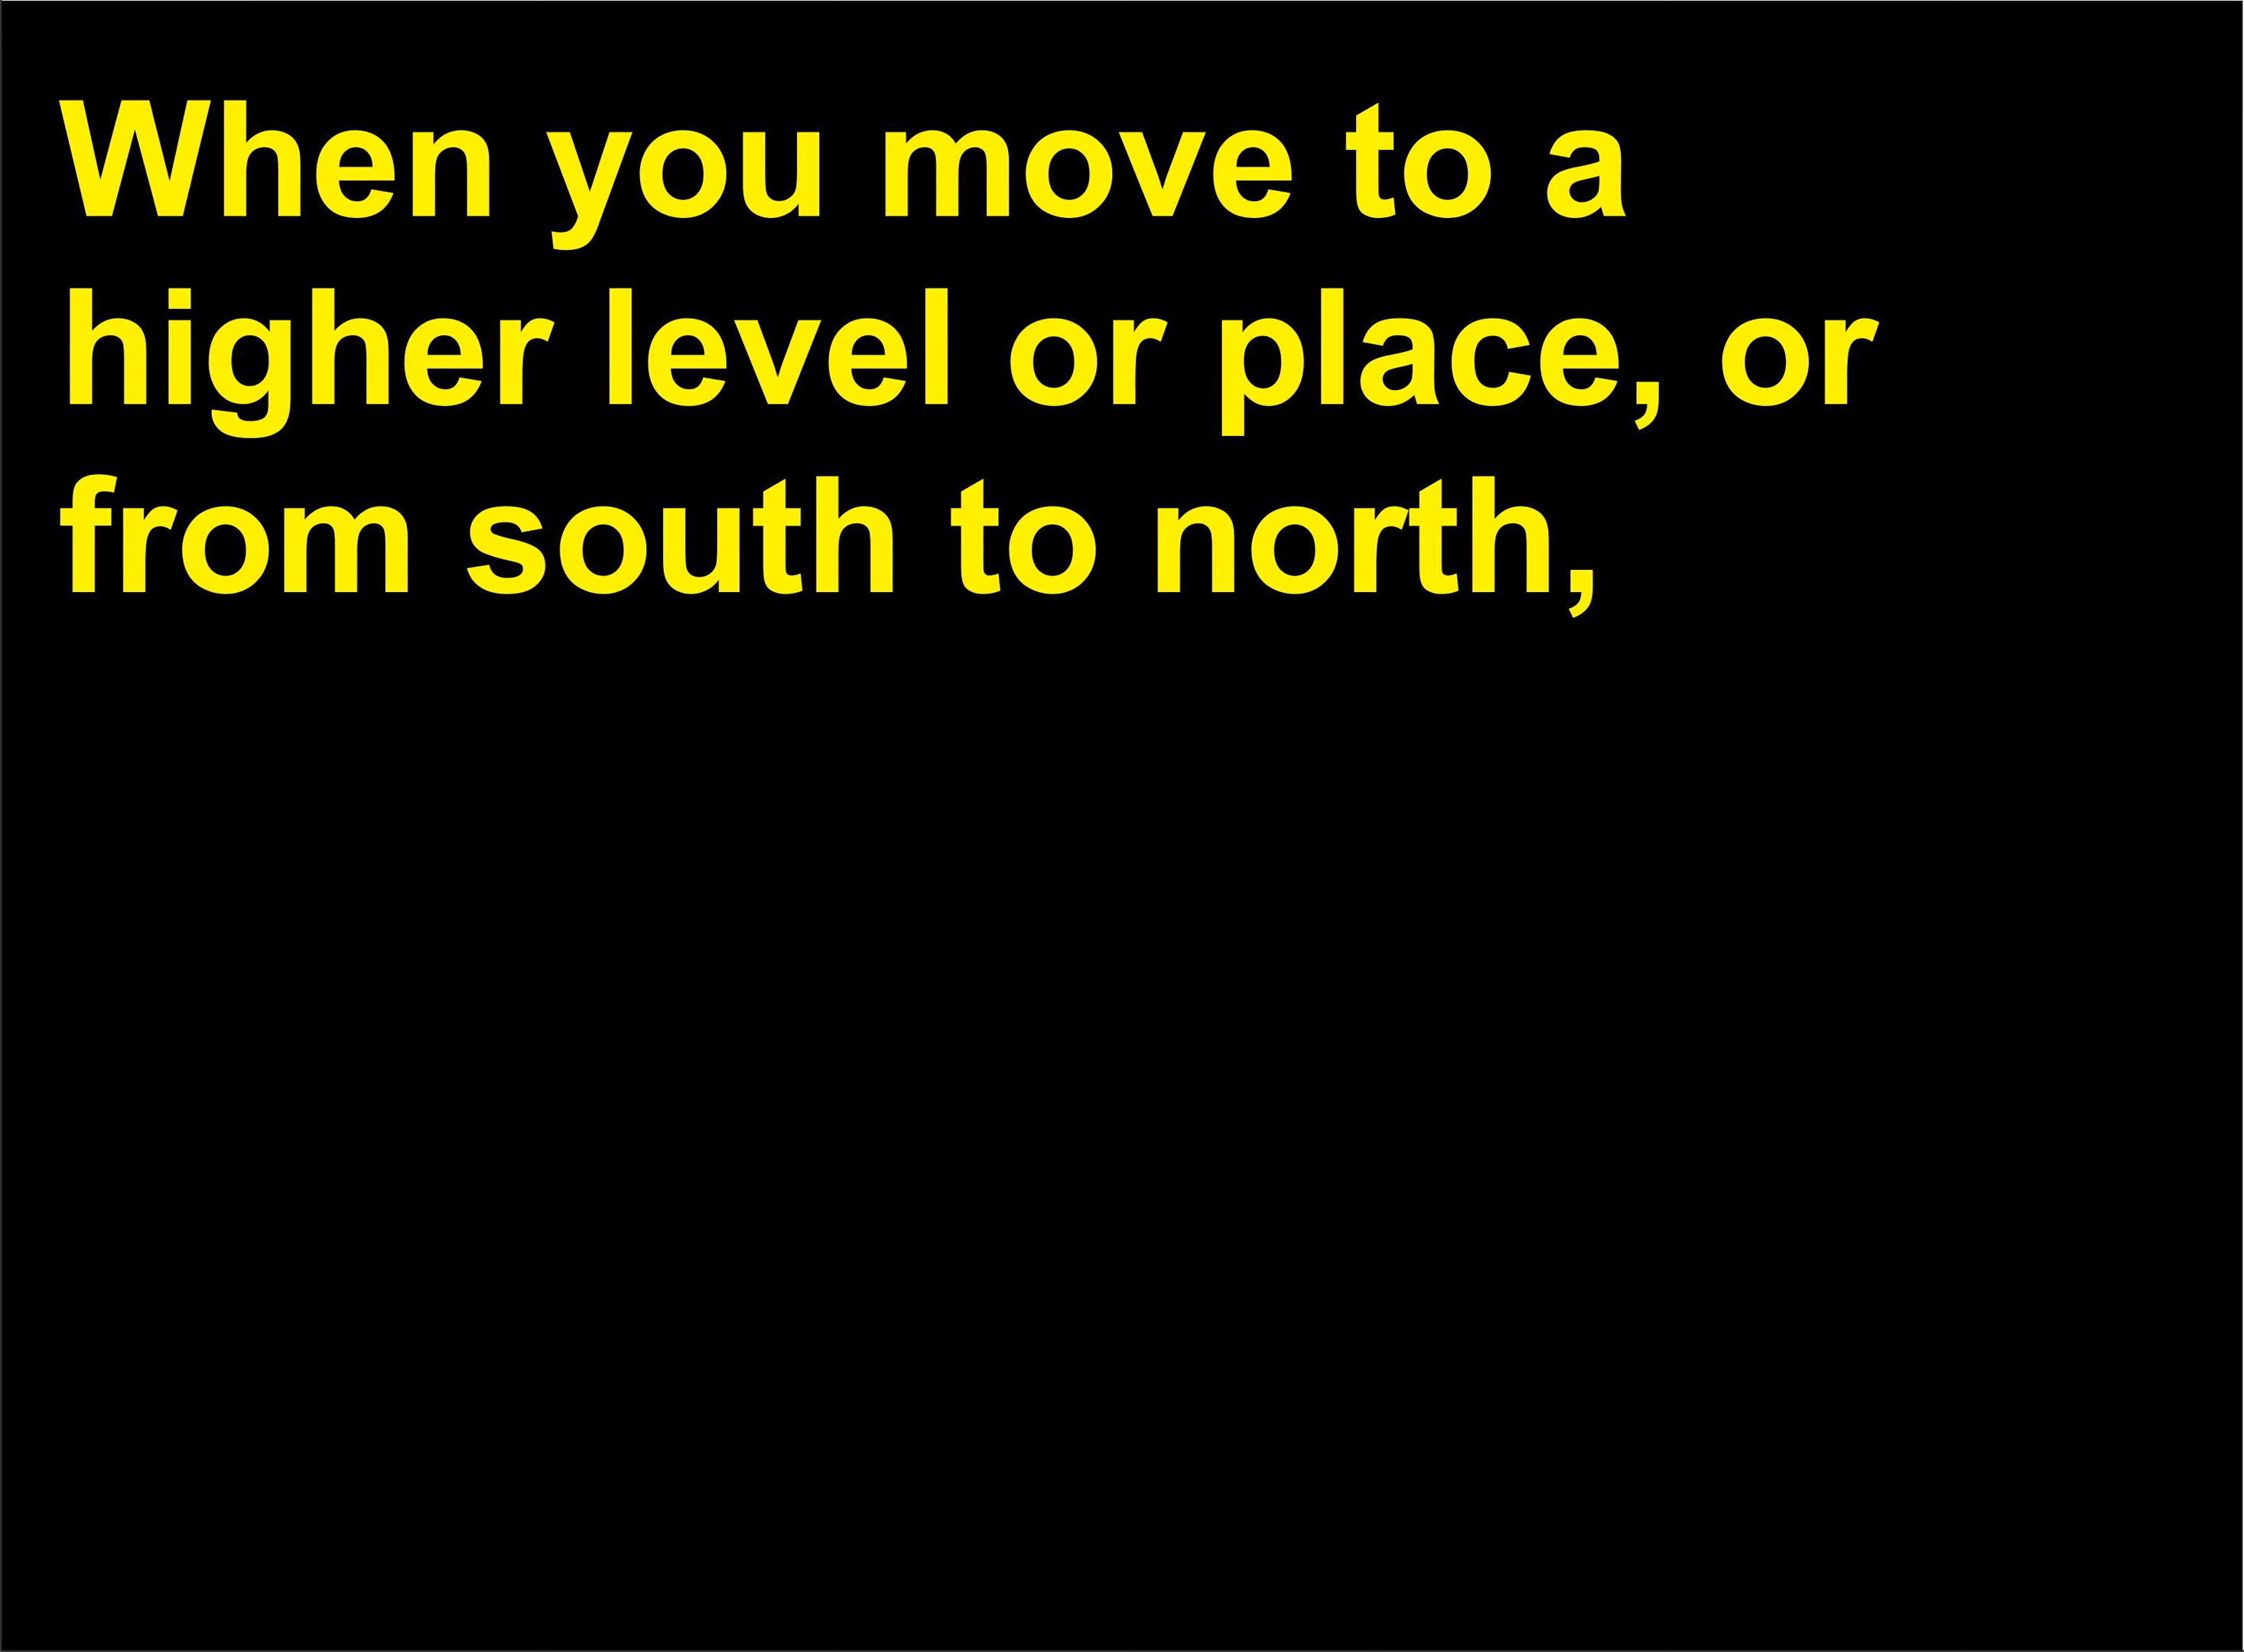 When you move to a
higher level or place, or
from south to north,